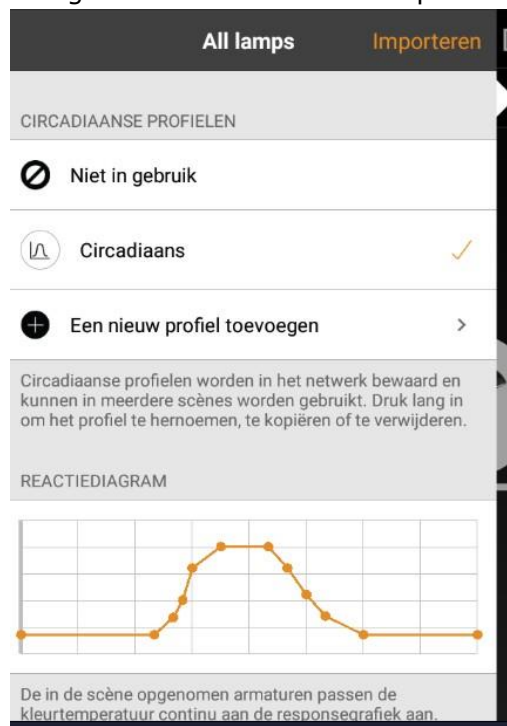 All lamps Importeren
CIRCADIAANSE PROFIELEN
Niet in gebruik
Circadiaans
Een nieuw profiel toevoegen
Circadiaanse profielen worden in het netwerk bewaard en
kunnen in meerdere scènes worden gebruikt. Druk lang in
om het profiel te hernoemen, te kopiëren of te verwijderen.
REACTIEDIAGRAM
De in de scène opgenomen armaturen passen de
kleurtemperatuur continu aan de responsegrafiek aan.